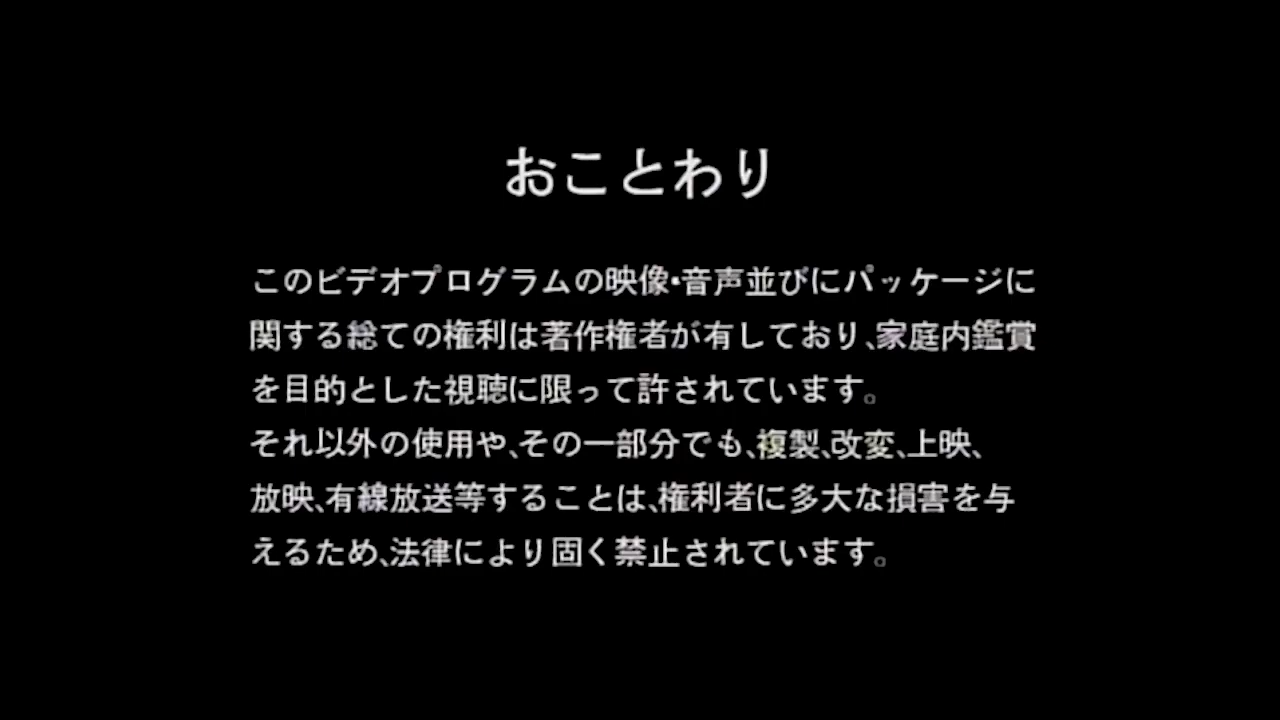 おことわり
このビデオプログラムの映像・音声並びにパッケージに
関する総ての権利は著作権者が有しており、家庭内鑑賞
を目的とした視聴に限って許されています。
それ以外の使用や、その一部分でも、複製、改変、上映、
放映、有線放送等することは、権利者に多大な損害を与
えるため、法律により固く禁止されています。